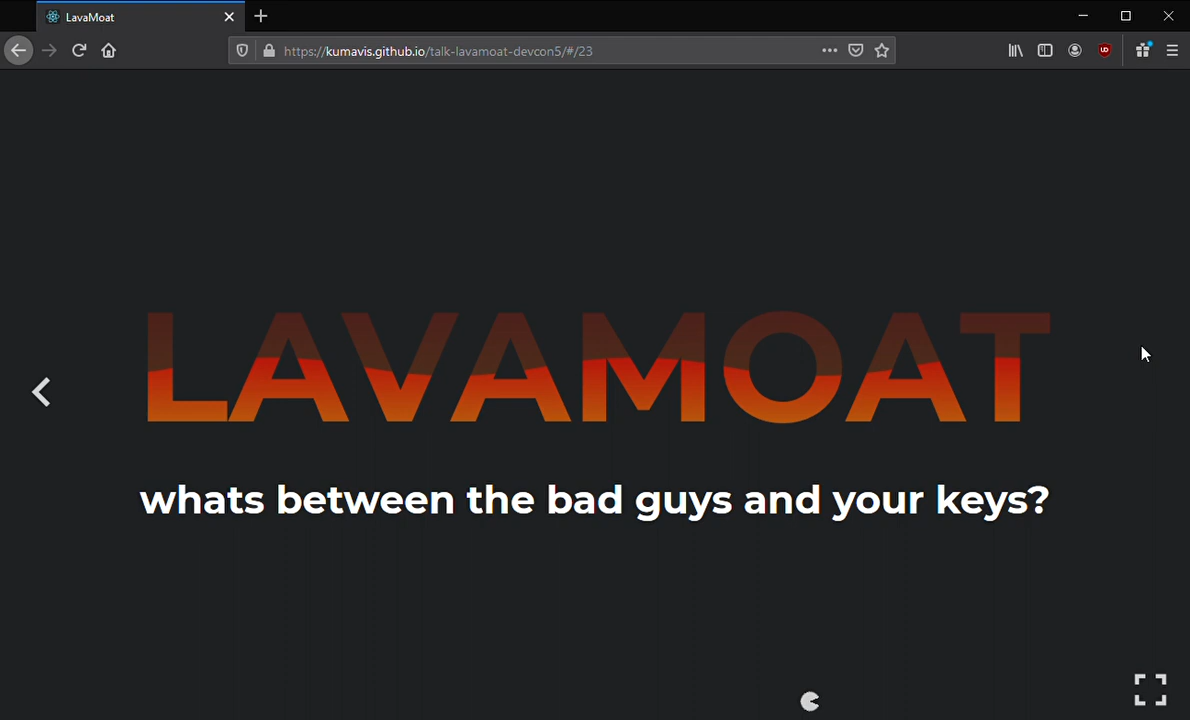 LavaMoat
https://kumavis.github.io/talk-lavamoat-devcon5/#/23
LAVAMOAT
whats between the bad guys and your keys?